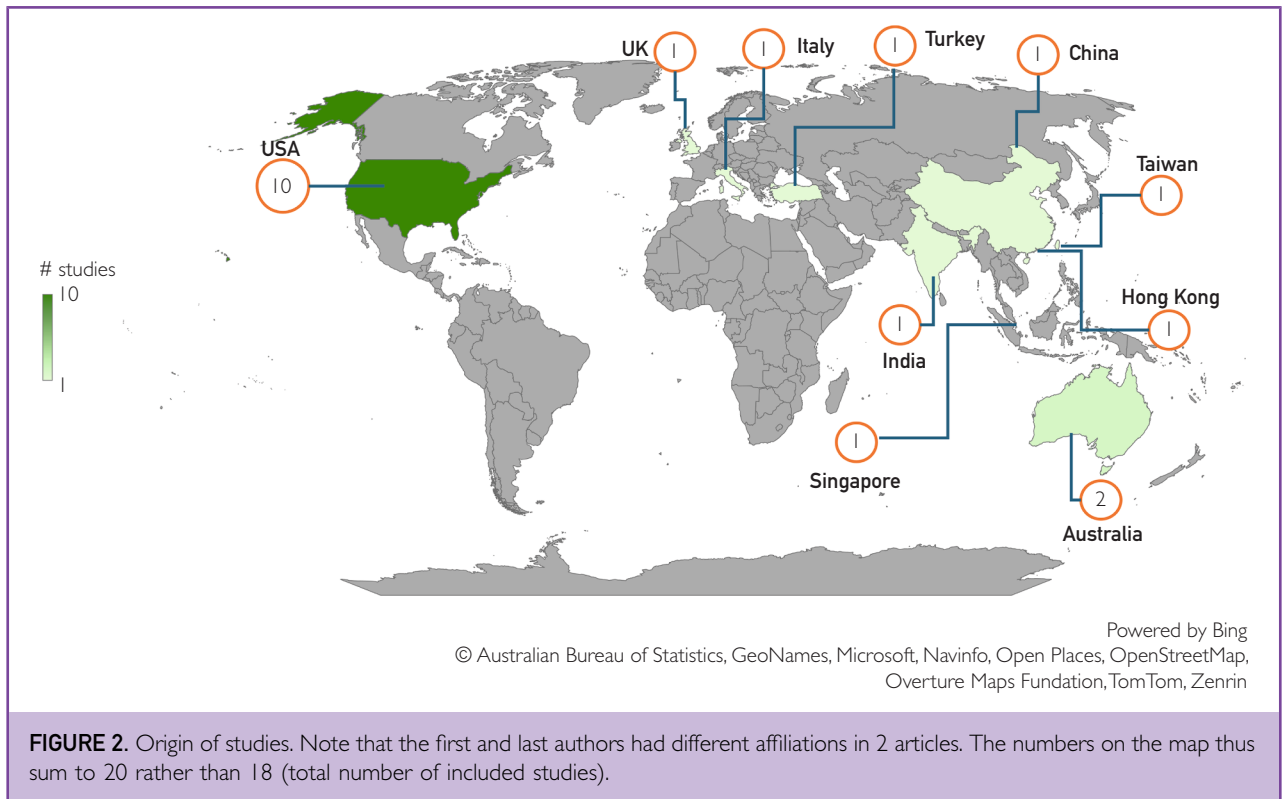 UK 1
1 Italy
1 Turkey
1 China
USA
10
Taiwan
1
# studies
10
1
Hong Kong
1
1
India
1
Singapore
2
Australia
Powered by Bing
© Australian Bureau of Statistics, GeoNames, Microsoft, Navinfo, Open Places, OpenStreetMap,
Overture Maps Fundation, TomTom, Zenrin
FIGURE 2. Origin of studies. Note that the first and last authors had different affiliations in 2 articles. The numbers on the map thus
sum to 20 rather than 18 (total number of included studies).